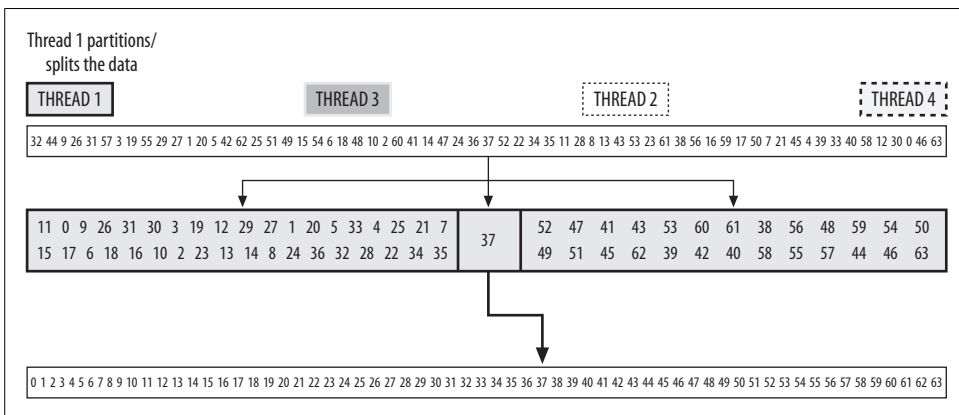 Thread 1 partitions/
splits the data
THREAD 1 THREAD 3 THREAD 2 THREAD 4
32 44 9 26 31 57 3 19 55 29 27 1 20 5 42 62 25 51 49 15 54 6 18 48 10 2 60 41 14 47 24 36 37 52 22 34 35 11 28 8 13 43 53 23 61 38 56 16 59 17 50 7 21 45 4 39 33 40 58 12 30 0 46 63
11 0 9 26 31 30 3 19 12 29 27 1 20 5 33 4 25 21 7
15 17 6 18 16 10 2 23 13 14 8 24 36 32 28 22 34 35
37
52 47 41 43 53 60 61 38 56 48 59 54 50
49 51 45 62 39 42 40 58 55 57 44 46 63
0 1 2 3 4 5 6 7 8 9 10 11 12 13 14 15 16 17 18 19 20 21 22 23 24 25 26 27 28 29 30 31 32 33 34 35 36 37 38 39 40 41 42 43 44 45 46 47 48 49 50 51 52 53 54 55 56 57 58 59 60 61 62 63